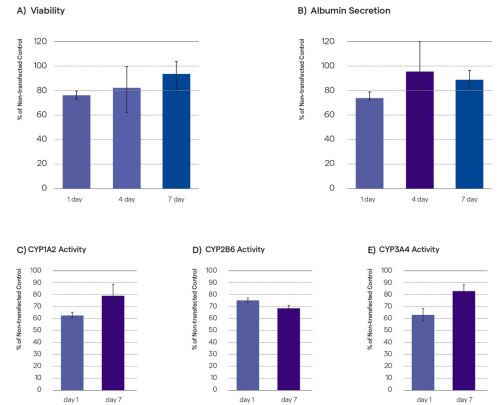 A) Viability
B) Albumin Secretion
% of Non-transfected Control
120
100
80
60
40
20
0
1 day
4 day
7 day
% of Non-transfected Control
120
100
80
60
40
20
0
1 day
4 day
7 day
C) CYP1A2 Activity
D) CYP2B6 Activity
E) CYP3A4 Activity
% of Non-transfected Control
100
90
80
70
60
50
40
30
20
10
0
day 1
day 7
% of Non-transfected Control
100
90
80
70
60
50
40
30
20
10
0
day 1
day 7
% of Non-transfected Control
100
90
80
70
60
50
40
30
20
10
0
day 1
day 7